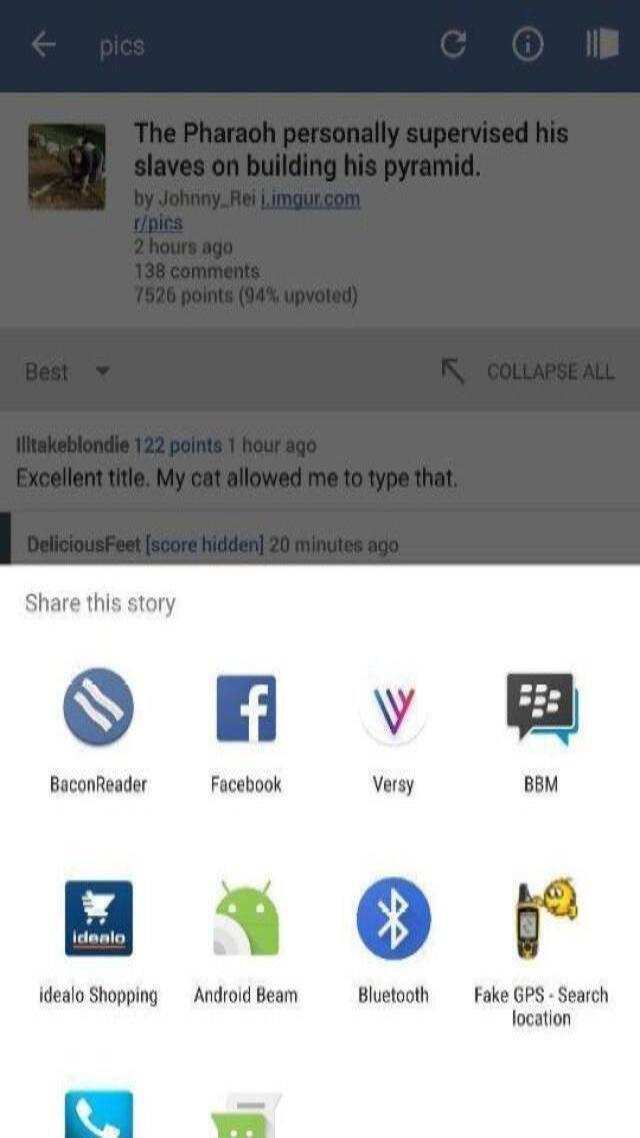 pics
The Pharaoh personally supervised his
slaves on building his pyramid.
by Johnny_Rei i.imgur.com
r/pics
2 hours ago
138 comments
7526 points (94% upvoted)
Best
COLLAPSE ALL
Illtakeblondie 122 points 1 hour ago
Excellent title. My cat allowed me to type that.
DeliciousFeet [score hidden] 20 minutes ago
Share this story
BaconReader
Facebook
Versy
BBM
idealo
idealo Shopping
Android Beam
Bluetooth
Fake GPS - Search
location